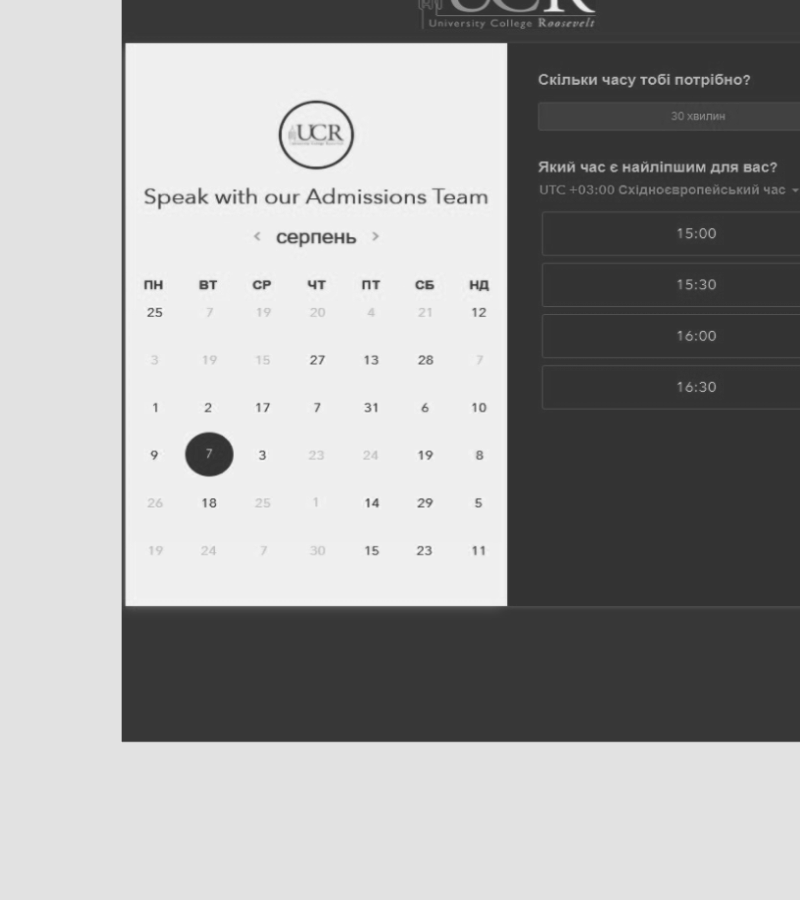 UCR
University College Roosevelt
UCR
Speak with our Admissions Team
серпень
ПН ВТ СР ЧТ ПТ СБ НД
25 7 19 20 4 21 12
3 19 15 27 13 28 7
1 2 17 7 31 6 10
9 7 3 23 24 19 8
26 18 25 1 14 29 5
19 24 7 30 15 23 11
Скільки часу тобі потрібно?
30 хвилин
Який час є найліпшим для вас?
UTC +03:00 Східноєвропейський час
15:00
15:30
16:00
16:30